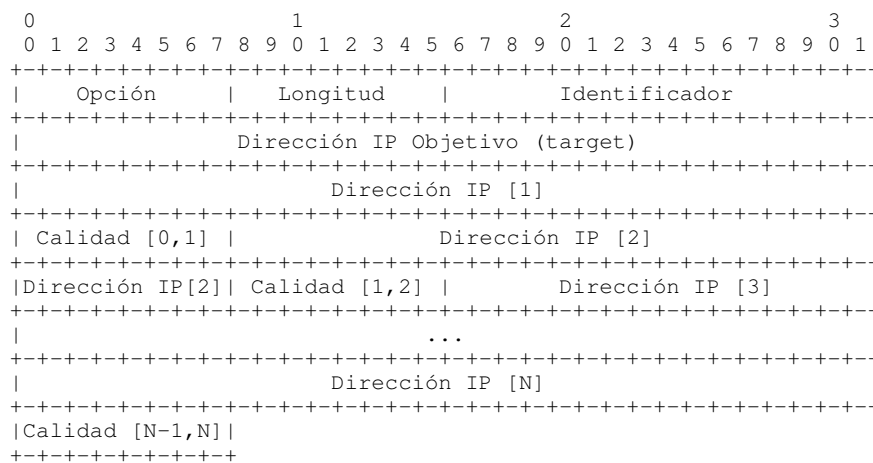 0                   1                   2                   3
 0 1 2 3 4 5 6 7 8 9 0 1 2 3 4 5 6 7 8 9 0 1 2 3 4 5 6 7 8 9 0 1
+-+-+-+-+-+-+-+-+-+-+-+-+-+-+-+-+-+-+-+-+-+-+-+-+-+-+-+-+-+-+-+--
|    Opción     |   Longitud    |        Identificador
+-+-+-+-+-+-+-+-+-+-+-+-+-+-+-+-+-+-+-+-+-+-+-+-+-+-+-+-+-+-+-+--
|                Dirección IP Objetivo (target)
+-+-+-+-+-+-+-+-+-+-+-+-+-+-+-+-+-+-+-+-+-+-+-+-+-+-+-+-+-+-+-+--
|                       Dirección IP [1]
+-+-+-+-+-+-+-+-+-+-+-+-+-+-+-+-+-+-+-+-+-+-+-+-+-+-+-+-+-+-+-+--
| Calidad [0,1] |               Dirección IP [2]
+-+-+-+-+-+-+-+-+-+-+-+-+-+-+-+-+-+-+-+-+-+-+-+-+-+-+-+-+-+-+-+--
|Dirección IP[2]| Calidad [1,2] |        Dirección IP [3]
+-+-+-+-+-+-+-+-+-+-+-+-+-+-+-+-+-+-+-+-+-+-+-+-+-+-+-+-+-+-+-+--
|                              ...
+-+-+-+-+-+-+-+-+-+-+-+-+-+-+-+-+-+-+-+-+-+-+-+-+-+-+-+-+-+-+-+--
|                       Dirección IP [N]
+-+-+-+-+-+-+-+-+-+-+-+-+-+-+-+-+-+-+-+-+-+-+-+-+-+-+-+-+-+-+-+--
|Calidad [N-1,N]|
+-+-+-+-+-+-+-+-+